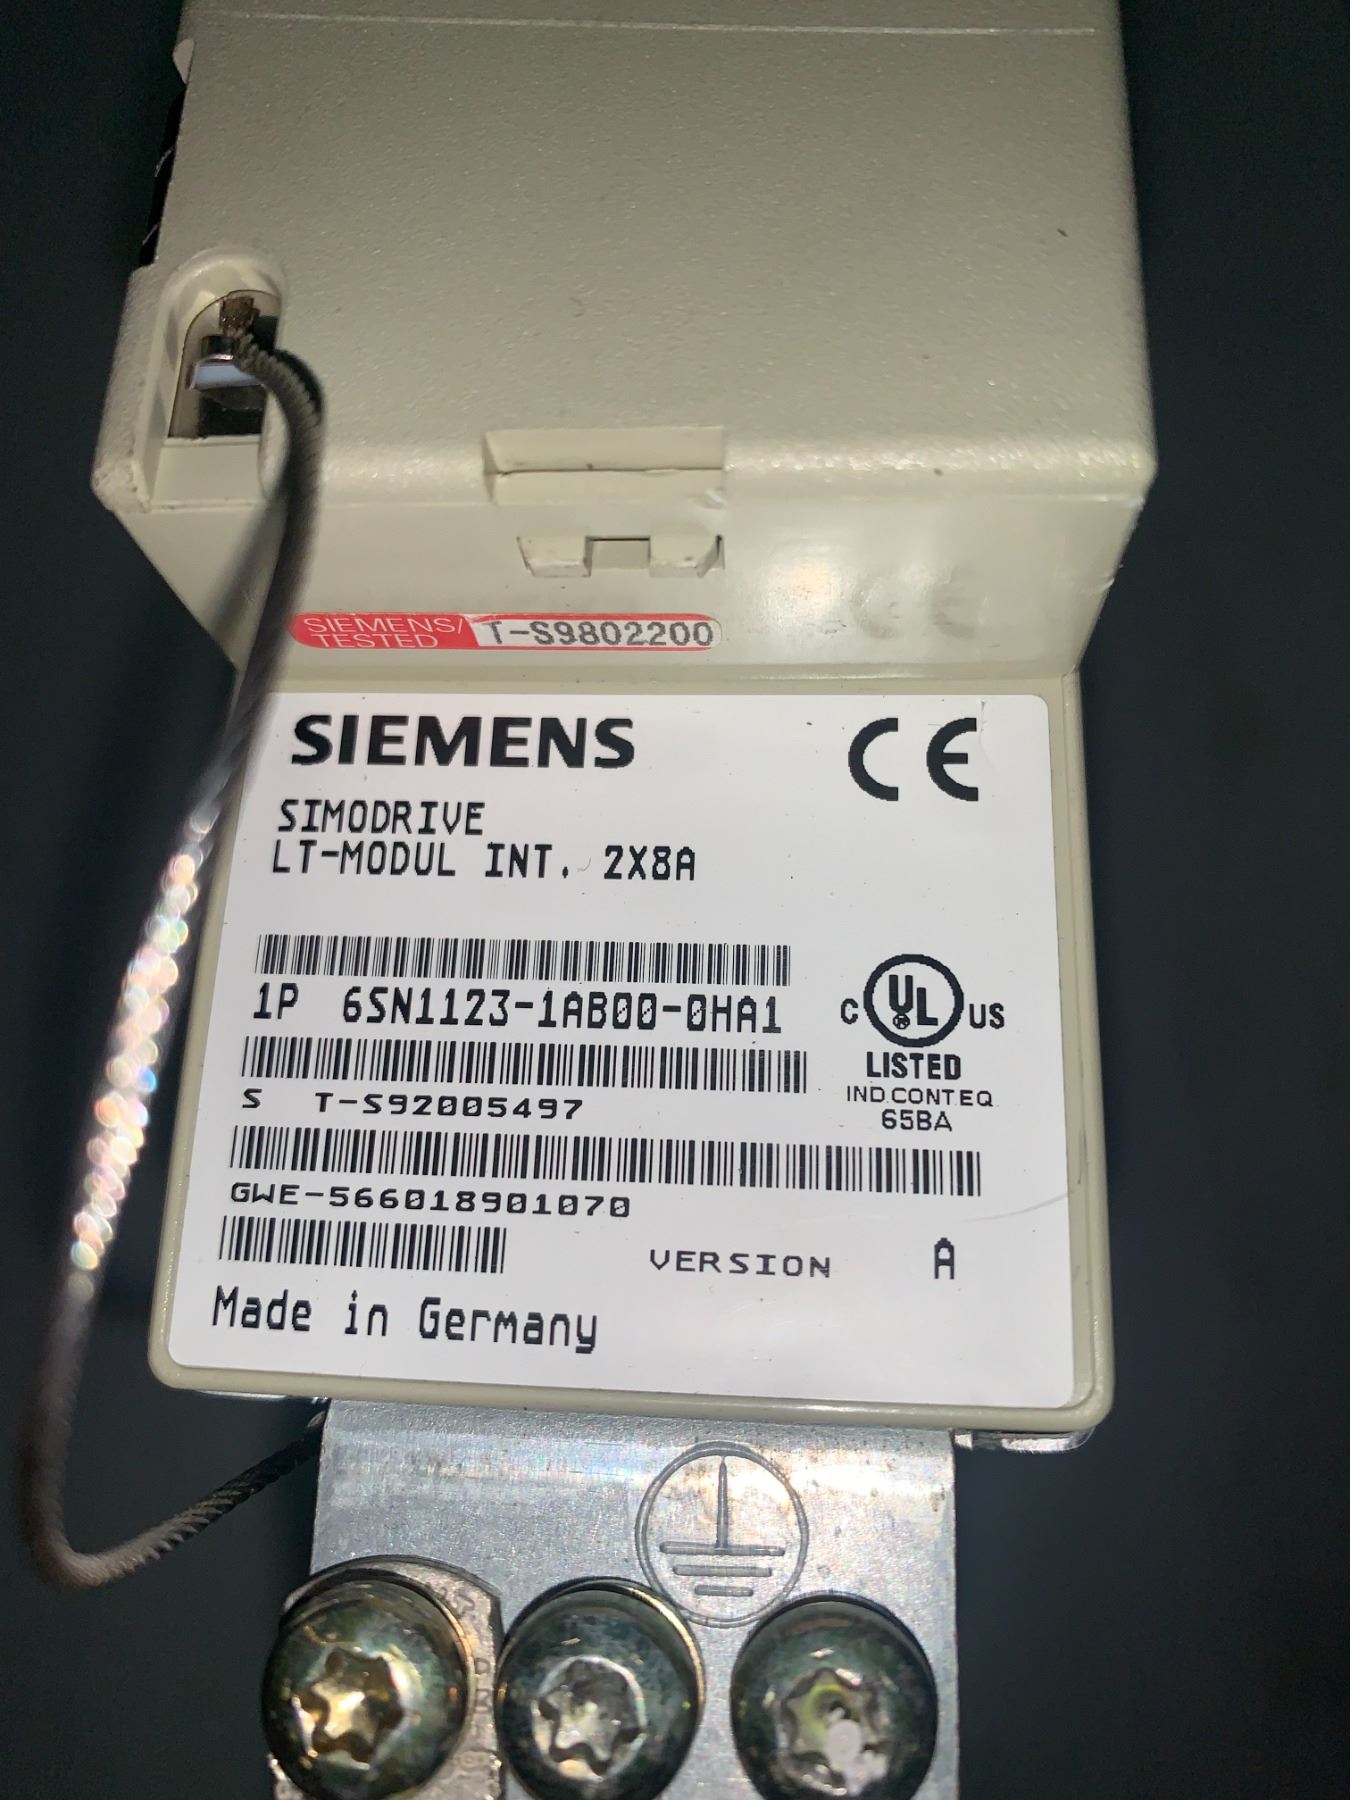 SIEMENS/
TESTED
T-S9802200
SIEMENS
CE
SIMODRIVE
LT-MODUL INT. 2X8A
1P 6SN1123-1AB00-0HA1
C UL US
LISTED
IND.CONT.EQ
65BA
S T-S92005497
GWE-566018901070
VERSION A
Made in Germany